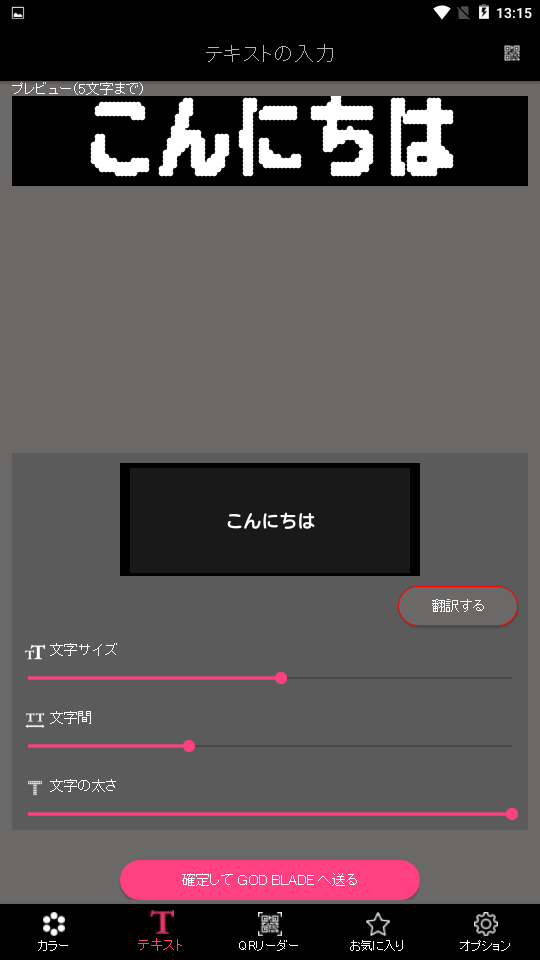 13:15
テキストの入力
プレビュー(5文字まで)
こんにちは
こんにちは
翻訳する
文字サイズ
文字間
文字の太さ
確定して GOD BLADE へ送る
カラー
テキスト
QRリーダー
お気に入り
オプション